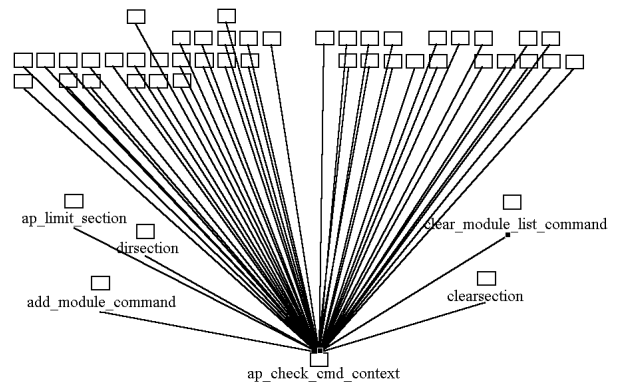 ap_limit_section
clear_module_list_command
dirsection
add_module_command
clearsection
ap_check_cmd_context